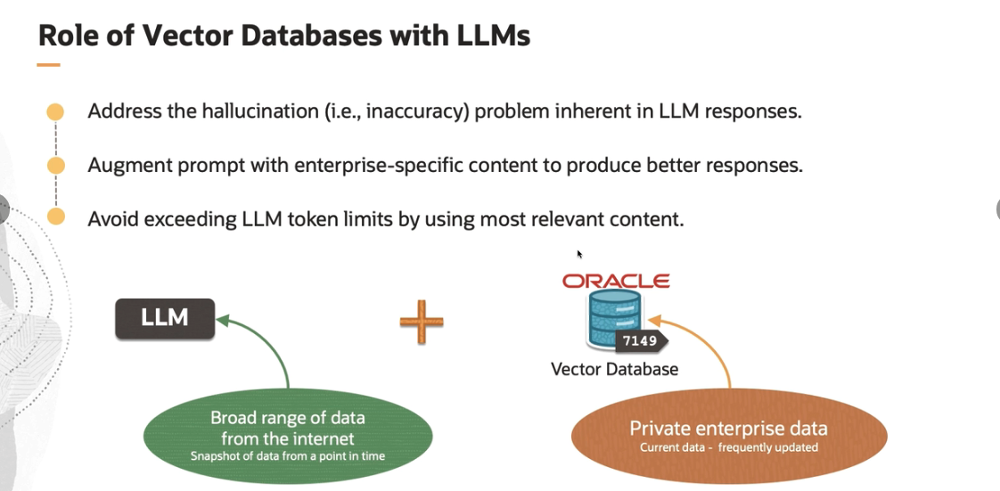 Role of Vector Databases with LLMs
Address the hallucination (i.e., inaccuracy) problem inherent in LLM responses.
Augment prompt with enterprise-specific content to produce better responses.
Avoid exceeding LLM token limits by using most relevant content.
LLM
ORACLE
7149
Vector Database
Broad range of data
from the internet
Snapshot of data from a point in time
Private enterprise data
Current data - frequently updated